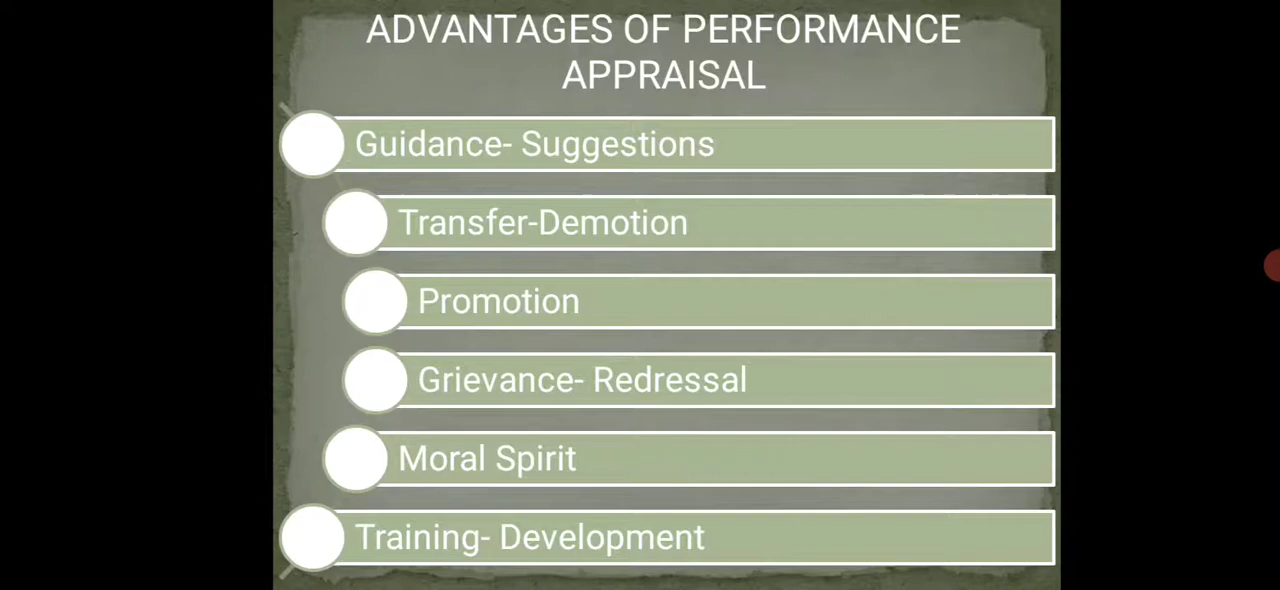 ADVANTAGES OF PERFORMANCE
APPRAISAL
Guidance- Suggestions
Transfer-Demotion
Promotion
Grievance- Redressal
Moral Spirit
Training- Development